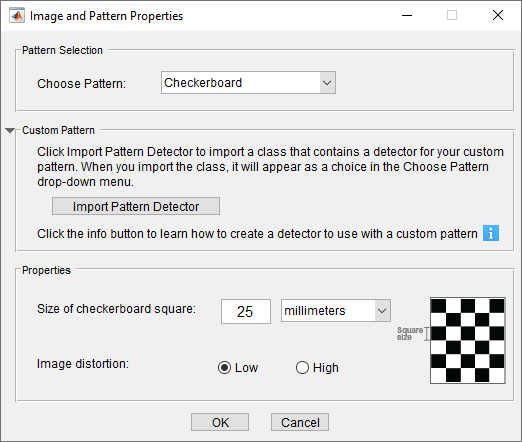 Image and Pattern Properties
Pattern Selection
Choose Pattern: Checkerboard
Custom Pattern
Click Import Pattern Detector to import a class that contains a detector for your custom
pattern. When you import the class, it will appear as a choice in the Choose Pattern
drop-down menu.
Import Pattern Detector
Click the info button to learn how to create a detector to use with a custom pattern i
Properties
Size of checkerboard square: 25 millimeters
Square
size
Image distortion: Low High
OK Cancel